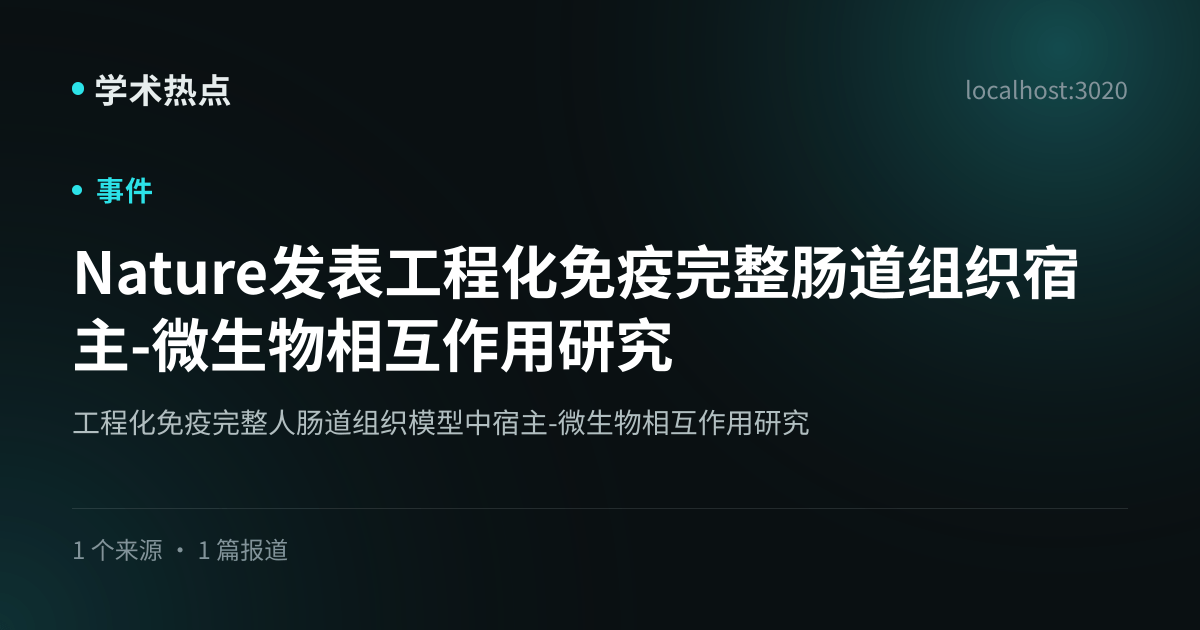 学术热点
localhost:3020
事件
Nature发表工程化免疫完整肠道组织宿
主-微生物相互作用研究
工程化免疫完整人肠道组织模型中宿主-微生物相互作用研究
1 个来源 · 1 篇报道